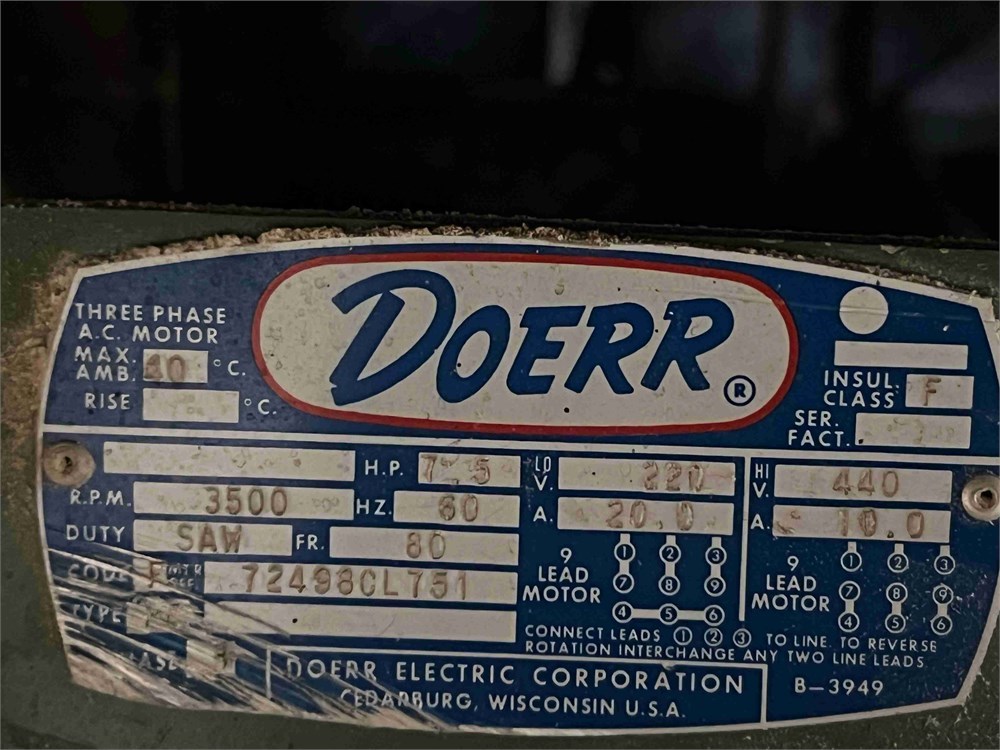 DOERR ®
THREE PHASE
A.C. MOTOR
MAX. AMB. 40 °C.
RISE °C.
INSUL. CLASS F
SER. FACT.
H.P. 7.5
LO V. 220
HI V. 440
R.P.M. 3500 HZ. 60
A. 20.0
A. 10.0
DUTY SAW FR. 80
CODE F MTR REF. 72498CL751
TYPE
PHASE
9 LEAD MOTOR
1 2 3
7 8 9
4 5 6
9 LEAD MOTOR
1 2 3
7 8 9
4 5 6
CONNECT LEADS 1 2 3 TO LINE. TO REVERSE
ROTATION INTERCHANGE ANY TWO LINE LEADS.
DOERR ELECTRIC CORPORATION
CEDARBURG, WISCONSIN U.S.A.
B-3949